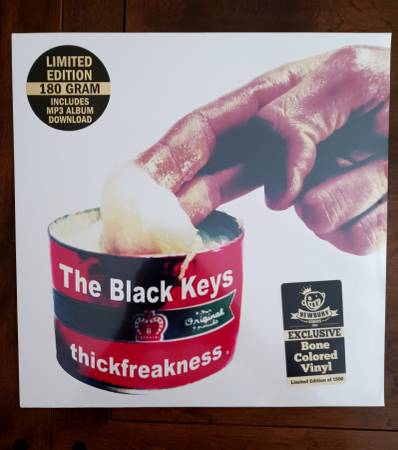 LIMITED
EDITION
180 GRAM
INCLUDES
MP3 ALBUM
DOWNLOAD
The Black Keys
Original
thickfreakness.
NEWBURY
COMICS
EXCLUSIVE
Bone
Colored
Vinyl
Limited Edition of 1500